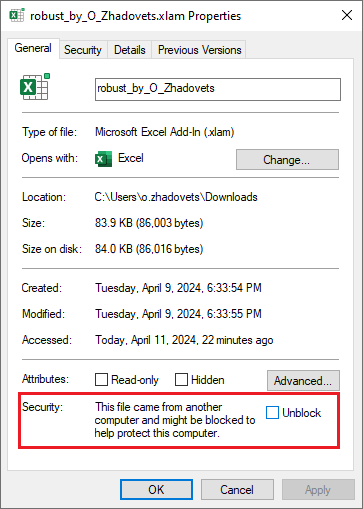 robust_by_O_Zhadovets.xlam Properties
General Security Details Previous Versions
robust_by_O_Zhadovets
Type of file: Microsoft Excel Add-In (.xlam)
Opens with: Excel Change...
Location: C:\Users\o.zhadovets\Downloads
Size: 83.9 KB (86,003 bytes)
Size on disk: 84.0 KB (86,016 bytes)
Created: Tuesday, April 9, 2024, 6:33:54 PM
Modified: Tuesday, April 9, 2024, 6:33:55 PM
Accessed: Today, April 11, 2024, 22 minutes ago
Attributes: Read-only Hidden Advanced...
Security: This file came from another
computer and might be blocked to
help protect this computer.
Unblock
OK Cancel Apply